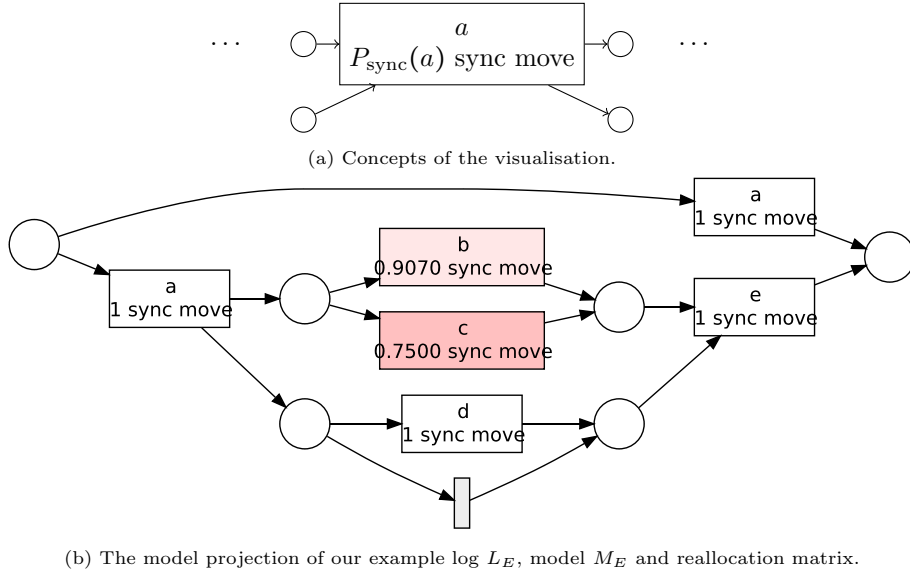 a
... P_sync(a) sync move ...
(a) Concepts of the visualisation.
a
1 sync move
b
0.9070 sync move
a
1 sync move
c
0.7500 sync move
e
1 sync move
d
1 sync move
(b) The model projection of our example log L_E, model M_E and reallocation matrix.